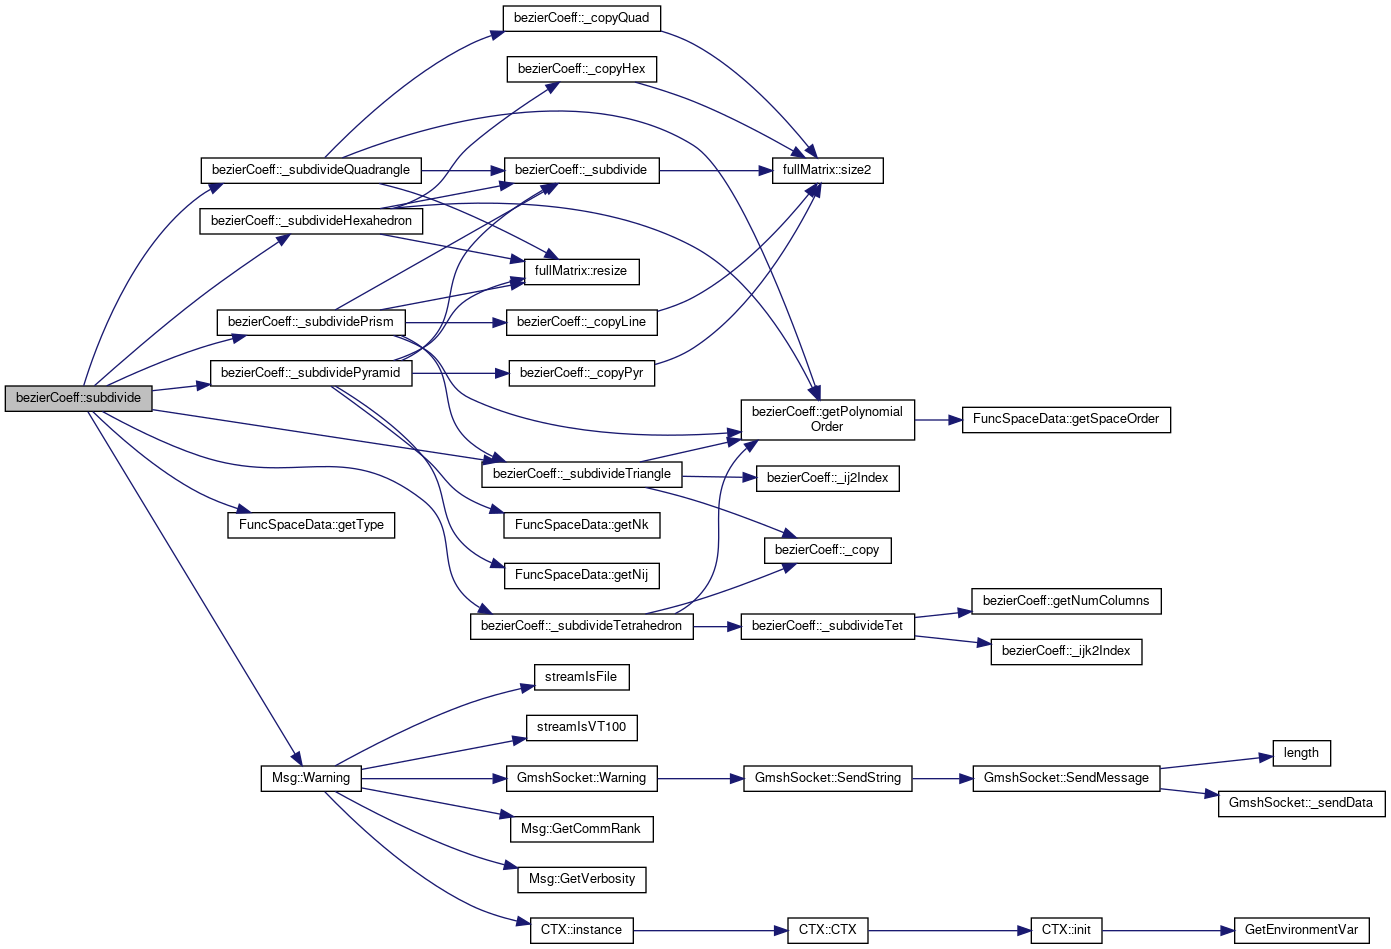 bezierCoeff::_copyQuad
bezierCoeff::_copyHex
bezierCoeff::_subdivideQuadrangle
bezierCoeff::_subdivide
fullMatrix::size2
bezierCoeff::_subdivideHexahedron
fullMatrix::resize
bezierCoeff::_subdividePrism
bezierCoeff::_copyLine
bezierCoeff::_subdividePyramid
bezierCoeff::_copyPyr
bezierCoeff::subdivide
bezierCoeff::getPolynomial
Order
FuncSpaceData::getSpaceOrder
bezierCoeff::_subdivideTriangle
bezierCoeff::_ij2Index
FuncSpaceData::getType
FuncSpaceData::getNk
bezierCoeff::_copy
FuncSpaceData::getNij
bezierCoeff::getNumColumns
bezierCoeff::_subdivideTetrahedron
bezierCoeff::_subdivideTet
bezierCoeff::_ijk2Index
streamIsFile
streamIsVT100
length
Msg::Warning
GmshSocket::Warning
GmshSocket::SendString
GmshSocket::SendMessage
GmshSocket::_sendData
Msg::GetCommRank
Msg::GetVerbosity
CTX::instance
CTX::CTX
CTX::init
GetEnvironmentVar